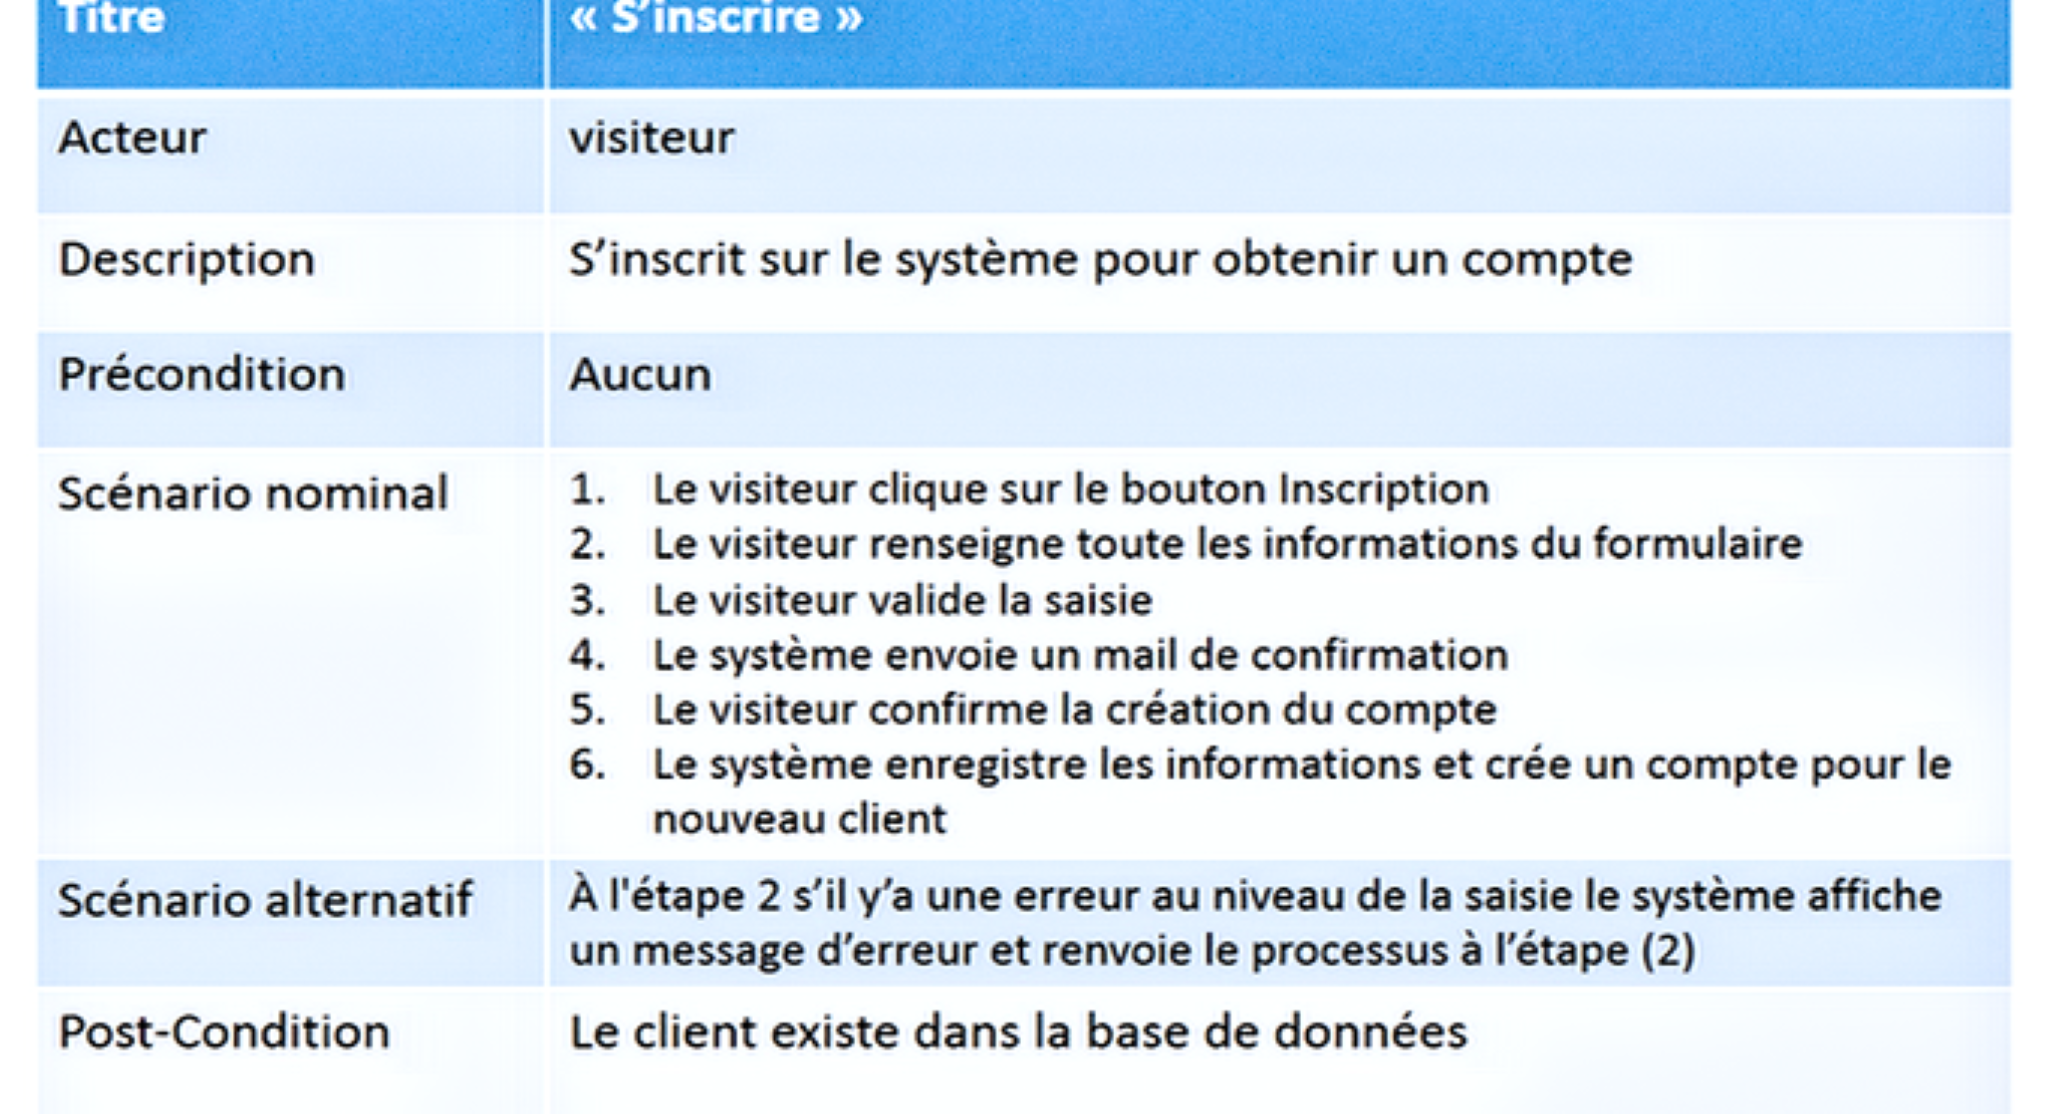 Titre
« S’inscrire »
Acteur
visiteur
Description
S’inscrit sur le système pour obtenir un compte
Précondition
Aucun
Scénario nominal
1. Le visiteur clique sur le bouton Inscription
2. Le visiteur renseigne toute les informations du formulaire
3. Le visiteur valide la saisie
4. Le système envoie un mail de confirmation
5. Le visiteur confirme la création du compte
6. Le système enregistre les informations et crée un compte pour le
nouveau client
Scénario alternatif
À l'étape 2 s’il y’a une erreur au niveau de la saisie le système affiche
un message d’erreur et renvoie le processus à l’étape (2)
Post-Condition
Le client existe dans la base de données